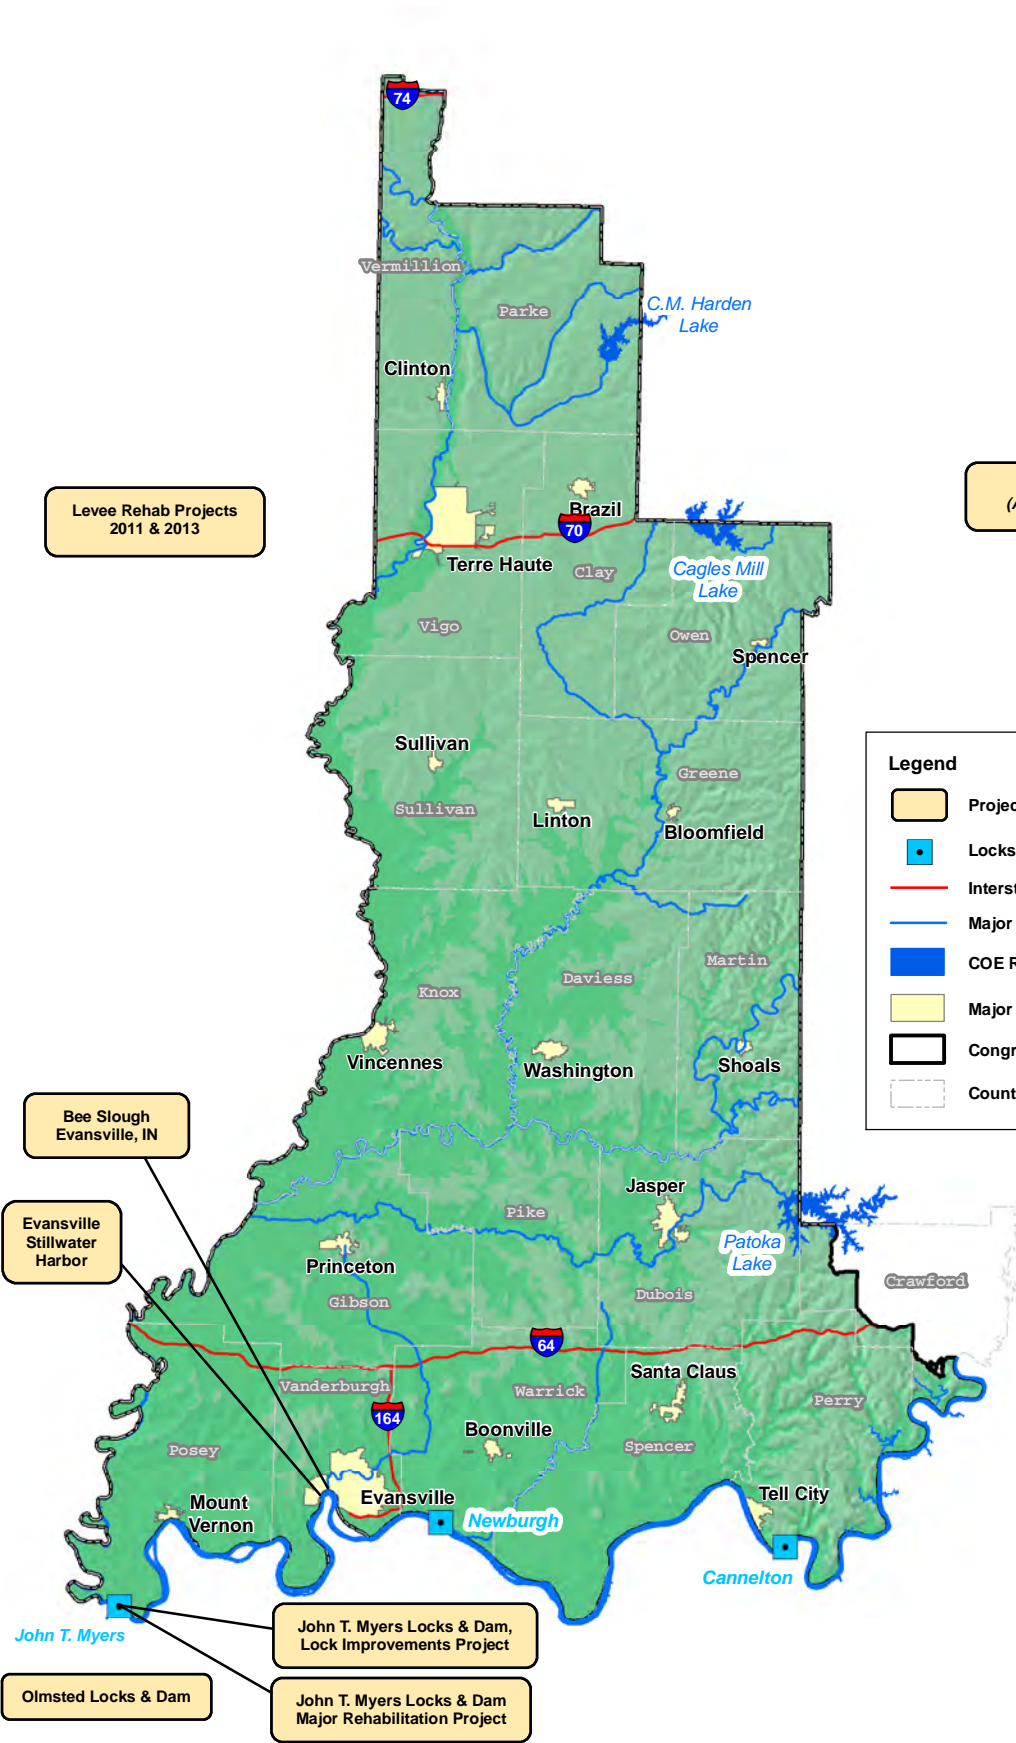 74
Vermillion
Parke
C.M. Harden
Lake
Clinton
Levee Rehab Projects
2011 & 2013
Brazil
70
Terre Haute
Clay
Cagles Mill
Lake
Vigo
Owen
Spencer
Sullivan
Sullivan
Greene
Linton
Bloomfield
Legend
Locks
Major
COE R
Major
Martin
Daviess
Knox
Vincennes
Washington
Shoals
Bee Slough
Evansville, IN
Evansville
Stillwater
Harbor
Jasper
Pike
Patoka
Lake
Princeton
Gibson
Dubois
Crawford
64
Santa Claus
Vanderburgh
Warrick
Perry
164
Boonville
Spencer
Posey
Evansville
Tell City
Mount
Vernon
Newburgh
Cannelton
John T. Myers
John T. Myers Locks & Dam,
Lock Improvements Project
Olmsted Locks & Dam
John T. Myers Locks & Dam
Major Rehabilitation Project